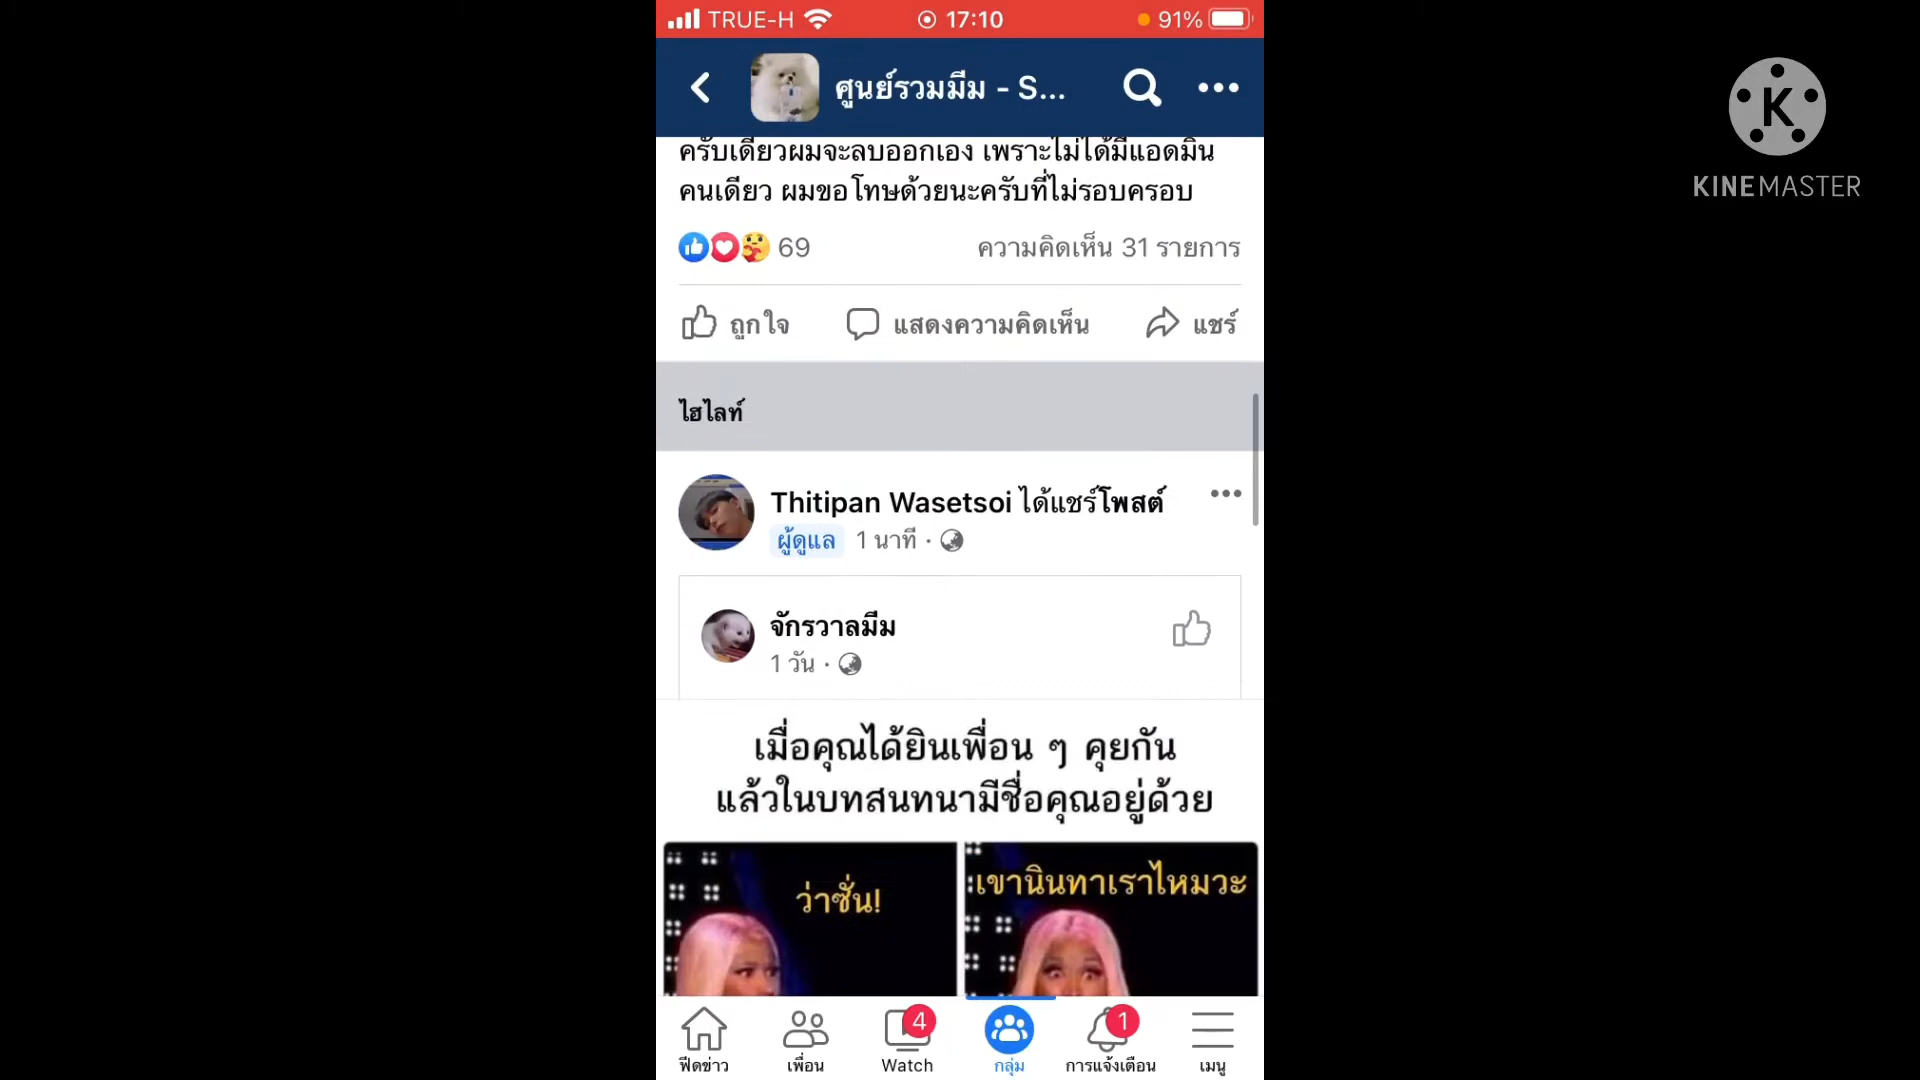 TRUE-H 17:10 91%
ศูนย์รวมมีม - S...
K
KINEMASTER
ครับเดียวผมจะลบออกเอง เพราะไม่ได้มีแอดมิน
คนเดียว ผมขอโทษด้วยนะครับที่ไม่รอบครอบ
69 ความคิดเห็น 31 รายการ
ถูกใจ แสดงความคิดเห็น แชร์
ไฮไลท์
Thitipan Wasetsoi ได้แชร์โพสต์
ผู้ดูแล 1 นาที ·
จักรวาลมีม
1 วัน ·
เมื่อคุณได้ยินเพื่อน ๆ คุยกัน
แล้วในบทสนทนามีชื่อคุณอยู่ด้วย
ว่าซั่น!
เขานินทาเราไหมวะ
4 1
ฟีดข่าว เพื่อน Watch กลุ่ม การแจ้งเตือน เมนู